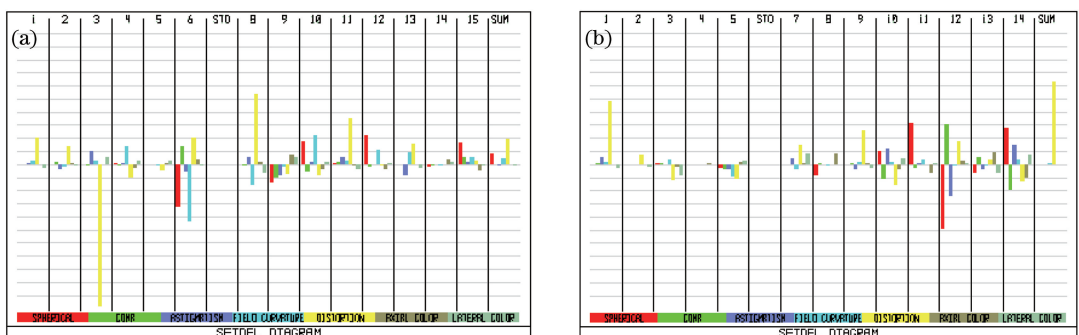 (a)
1 2 3 4 5 6 STO 8 9 10 11 12 13 14 15 SUM
SPHERICAL COMA ASTIGMATISM FIELD CURVATURE DISTORTION AXIAL COLOR LATERAL COLOR
SEIDEL DIAGRAM
(b)
1 2 3 4 5 STO 7 8 9 10 11 12 13 14 SUM
SPHERICAL COMA ASTIGMATISM FIELD CURVATURE DISTORTION AXIAL COLOR LATERAL COLOR
SEIDEL DIAGRAM